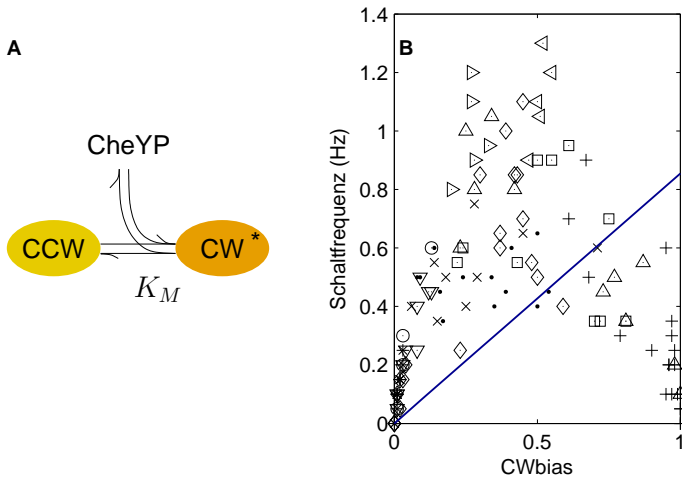 A
CheYP
CCW
CW *
K_M
B
Schaltfrequenz (Hz)
1.4
1.2
1
0.8
0.6
0.4
0.2
0
0
0.5
1
CWbias